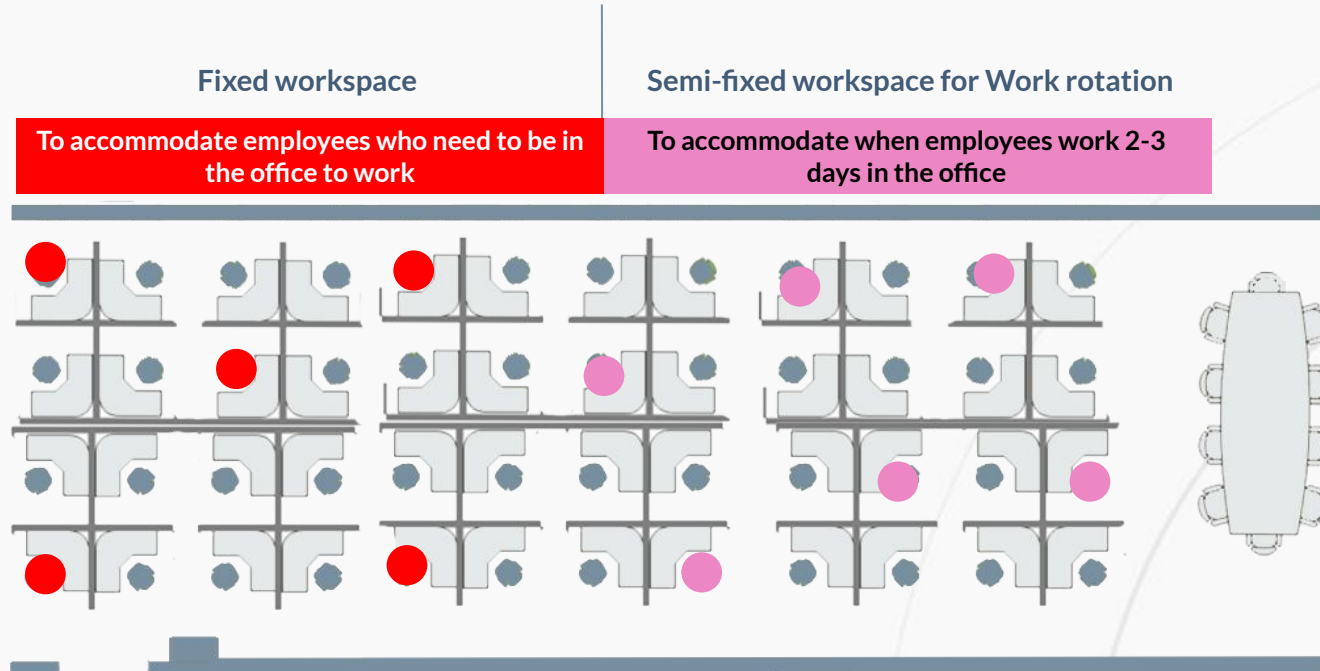 Fixed workspace
Semi-fixed workspace for Work rotation
To accommodate employees who need to be in
the office to work
To accommodate when employees work 2-3
days in the office